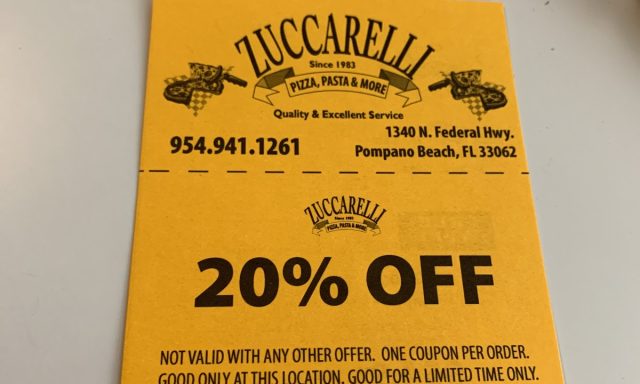 ZUCCARELLI
Since 1983
PIZZA, PASTA & MORE
Quality & Excellent Service
954.941.1261
1340 N. Federal Hwy.
Pompano Beach, FL 33062
ZUCCARELLI
Since 1983
PIZZA, PASTA & MORE
20% OFF
NOT VALID WITH ANY OTHER OFFER. ONE COUPON PER ORDER.
GOOD ONLY AT THIS LOCATION. GOOD FOR A LIMITED TIME ONLY.